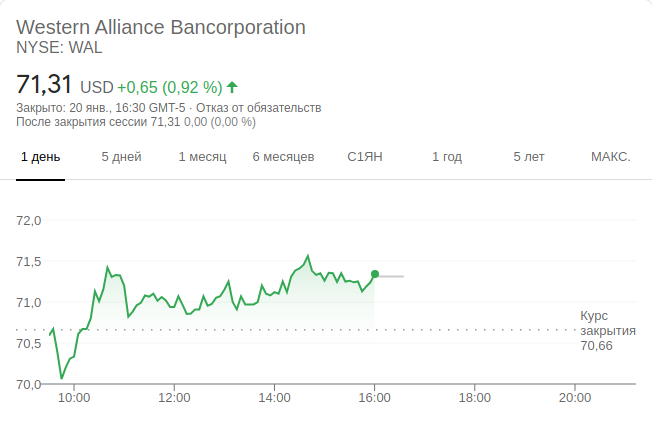 Western Alliance Bancorporation
NYSE: WAL
71,31 USD +0,65 (0,92 %)
Закрыто: 20 янв., 16:30 GMT-5 · Отказ от обязательств
После закрытия сессии 71,31 0,00 (0,00 %)
1 день 5 дней 1 месяц 6 месяцев С1ЯН 1 год 5 лет МАКС.
72,0
71,5
71,0
Курс
закрытия
70,66
70,5
70,0
10:00 12:00 14:00 16:00 18:00 20:00